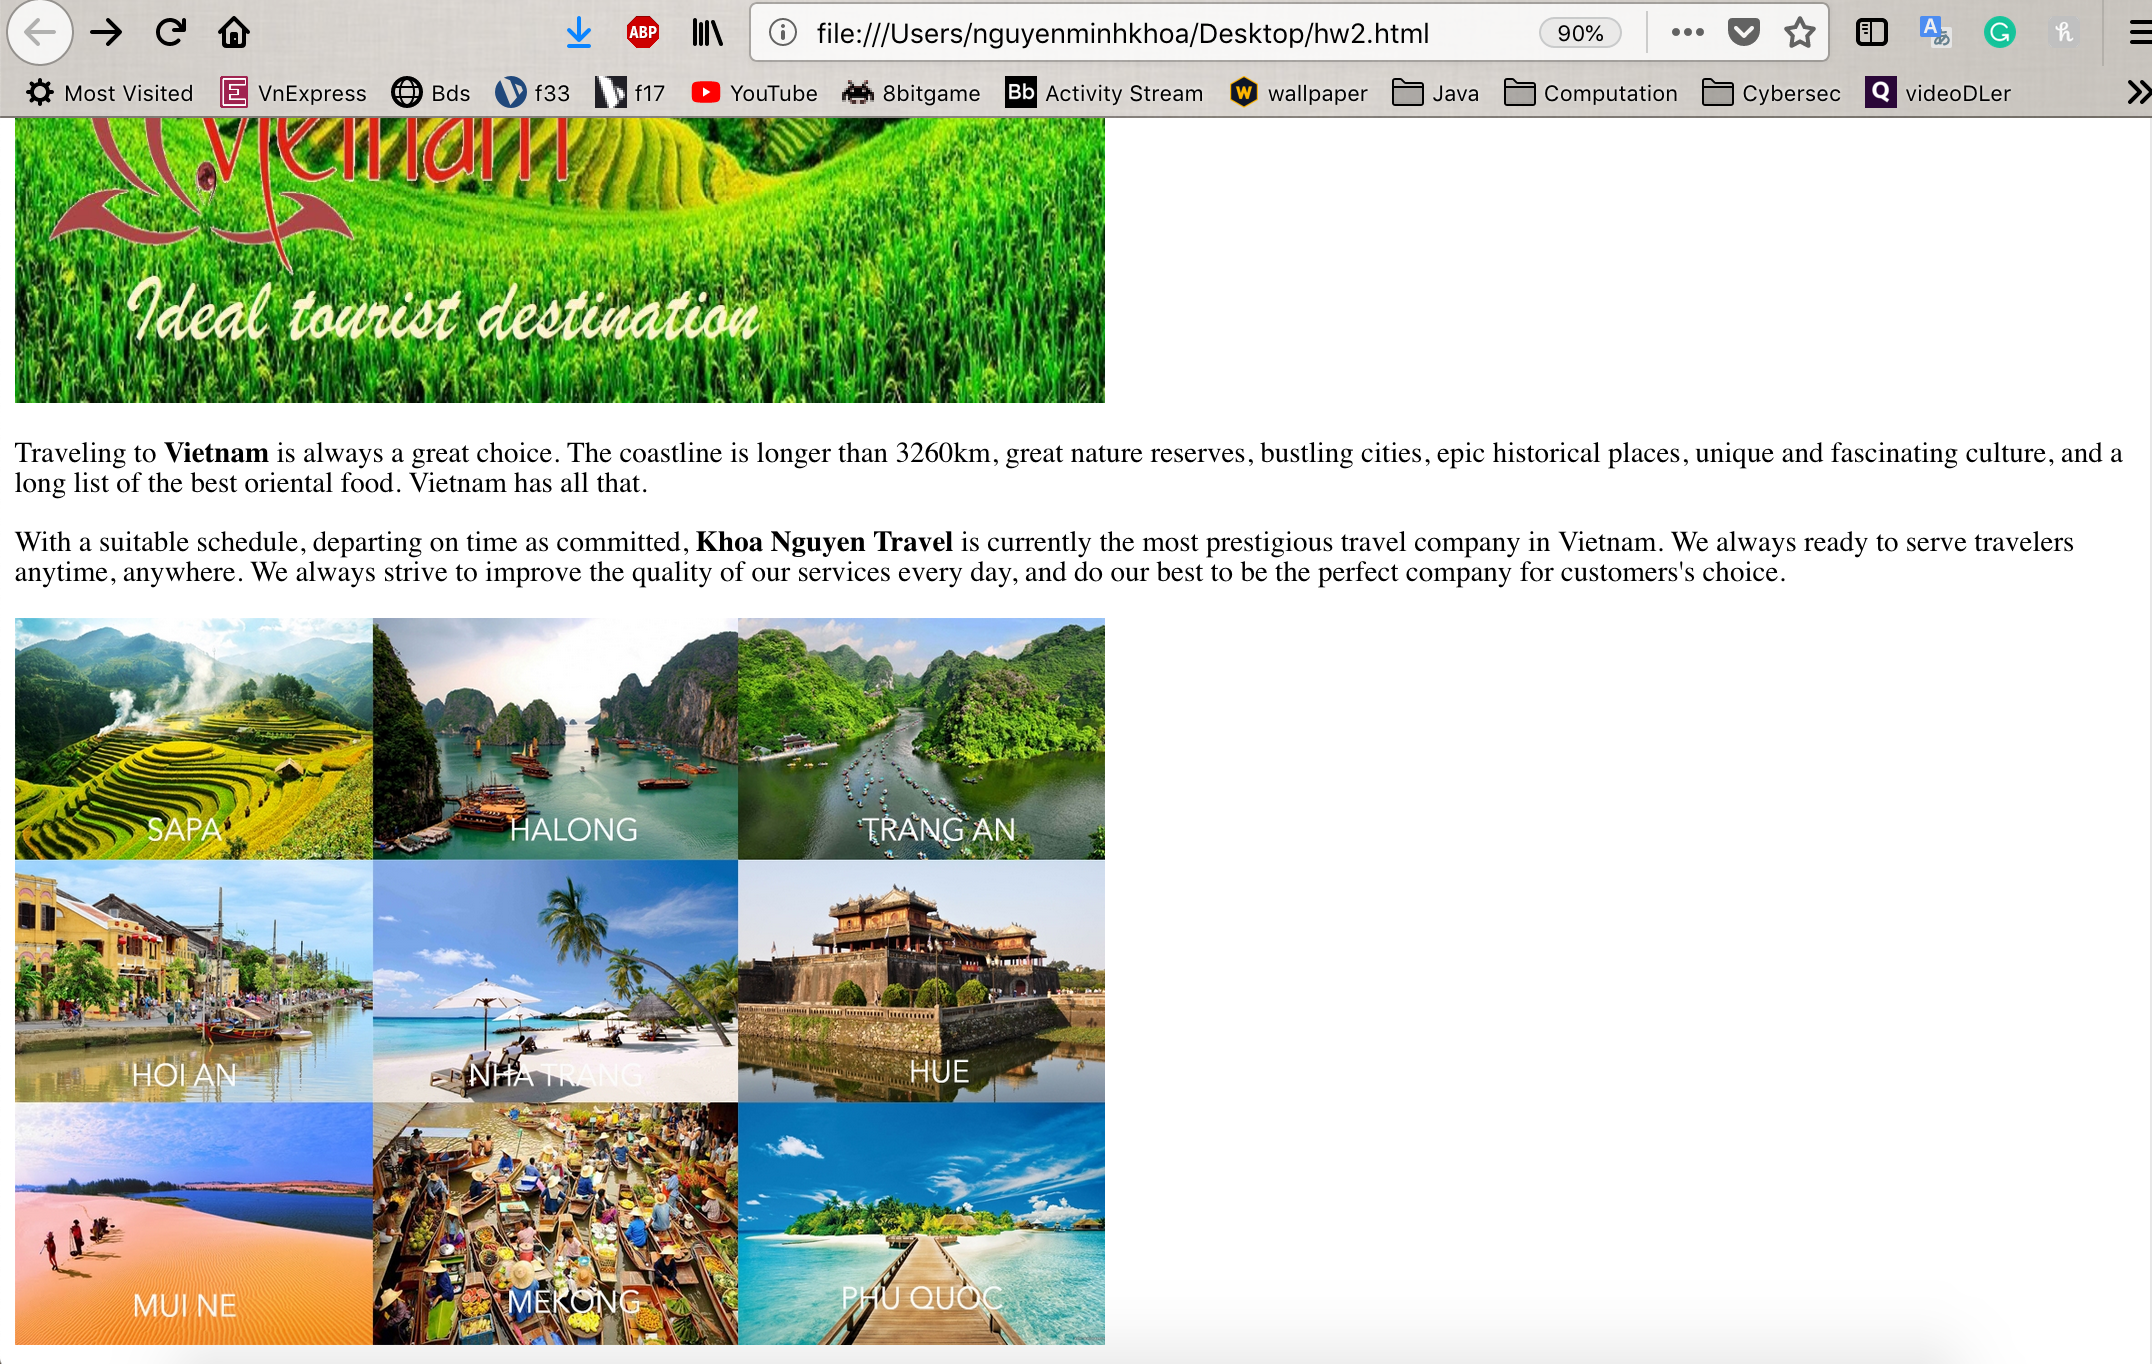 ABP
file:///Users/nguyenminhkhoa/Desktop/hw2.html
90%
Most Visited
VnExpress
Bds
f33
f17
YouTube
8bitgame
Bb
Activity Stream
wallpaper
Java
Computation
Cybersec
Q
videoDLer
Vietnam
Ideal tourist destination
Traveling to Vietnam is always a great choice. The coastline is longer than 3260km, great nature reserves, bustling cities, epic historical places, unique and fascinating culture, and a
long list of the best oriental food. Vietnam has all that.
With a suitable schedule, departing on time as committed, Khoa Nguyen Travel is currently the most prestigious travel company in Vietnam. We always ready to serve travelers
anytime, anywhere. We always strive to improve the quality of our services every day, and do our best to be the perfect company for customers's choice.
SAPA
HALONG
TRANG AN
HOI AN
NHA TRANG
HUE
MUI NE
MEKONG
PHU QUOC